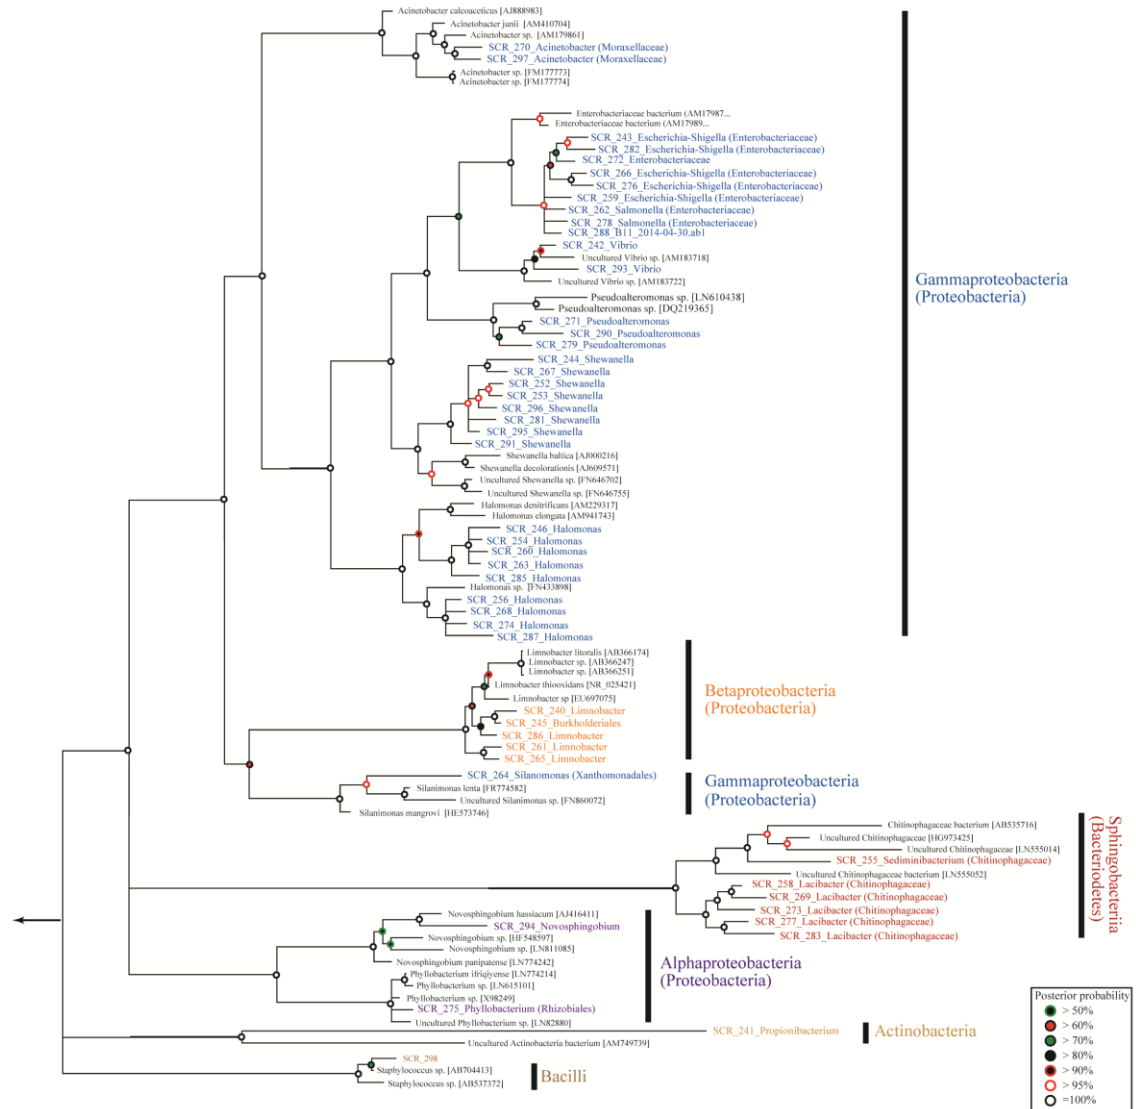 Acinetobacter calcoaceticus [AJ888983]
Acinetobacter junii [AM410704]
Acinetobacter sp. [AM179861]
SCR_270_Acinetobacter (Moraxellaceae)
SCR_297_Acinetobacter (Moraxellaceae)
Acinetobacter sp. [FM177773]
Acinetobacter sp. [FM177774]
Enterobacteriaceae bacterium (AM17987...
Enterobacteriaceae bacterium (AM17989...
SCR_243_Escherichia-Shigella (Enterobacteriaceae)
SCR_282_Escherichia-Shigella (Enterobacteriaceae)
SCR_272_Enterobacteriaceae
SCR_266_Escherichia-Shigella (Enterobacteriaceae)
SCR_276_Escherichia-Shigella (Enterobacteriaceae)
SCR_259_Escherichia-Shigella (Enterobacteriaceae)
SCR_262_Salmonella (Enterobacteriaceae)
SCR_278_Salmonella (Enterobacteriaceae)
SCR_288_B11_2014-04-30.ab1
SCR_242_Vibrio
Uncultured Vibrio sp. [AM183718]
SCR_293_Vibrio
Uncultured Vibrio sp. [AM183722]
Pseudoalteromonas sp. [LN610438]
Pseudoalteromonas sp. [DQ219365]
SCR_271_Pseudoalteromonas
SCR_290_Pseudoalteromonas
SCR_279_Pseudoalteromonas
SCR_244_Shewanella
SCR_267_Shewanella
SCR_252_Shewanella
SCR_253_Shewanella
SCR_296_Shewanella
SCR_281_Shewanella
SCR_295_Shewanella
SCR_291_Shewanella
Shewanella baltica [AJ000216]
Shewanella decolorationis [AJ609571]
Uncultured Shewanella sp. [FN646702]
Uncultured Shewanella sp. [FN646755]
Halomonas denitrificans [AM229317]
Halomonas elongata [AM941743]
SCR_246_Halomonas
SCR_254_Halomonas
SCR_260_Halomonas
SCR_263_Halomonas
SCR_285_Halomonas
Halomonas sp. [FN433898]
SCR_256_Halomonas
SCR_268_Halomonas
SCR_274_Halomonas
SCR_287_Halomonas
Gammaproteobacteria
(Proteobacteria)
Limnobacter litoralis [AB366174]
Limnobacter sp. [AB366247]
Limnobacter sp. [AB366251]
Limnobacter thiooxidans [NR_025421]
Limnobacter sp [EU697075]
SCR_240_Limnobacter
SCR_245_Burkholderiales
SCR_286_Limnobacter
SCR_261_Limnobacter
SCR_265_Limnobacter
Betaproteobacteria
(Proteobacteria)
SCR_264_Silanomonas (Xanthomonadales)
Silanimonas lenta [FR774582]
Uncultured Silanimonas sp. [FN860072]
Silanimonas mangrovi [HE573746]
Gammaproteobacteria
(Proteobacteria)
Chitinophagaceae bacterium [AB535716]
Uncultured Chitinophagaceae [HG973425]
Uncultured Chitinophagaceae [LN555014]
SCR_255_Sediminibacterium (Chitinophagaceae)
Uncultured Chitinophagaceae bacterium [LN555052]
SCR_258_Lacibacter (Chitinophagaceae)
SCR_269_Lacibacter (Chitinophagaceae)
SCR_273_Lacibacter (Chitinophagaceae)
SCR_277_Lacibacter (Chitinophagaceae)
SCR_283_Lacibacter (Chitinophagaceae)
Sphingobacteriia
(Bacteriodetes)
Novosphingobium hassiacum [AJ416411]
SCR_294_Novosphingobium
Novosphingobium sp. [HF548597]
Novosphingobium sp. [LN811085]
Novosphingobium panipatense [LN774242]
Phyllobacterium ifriqiyense [LN774214]
Phyllobacterium sp. [LN615101]
Phyllobacterium sp. [X98249]
SCR_275_Phyllobacterium (Rhizobiales)
Uncultured Phyllobacterium sp. [LN82880]
Alphaproteobacteria
(Proteobacteria)
SCR_241_Propionibacterium
Uncultured Actinobacteria bacterium [AM749739]
Actinobacteria
SCR_298
Staphylococcus sp. [AB704413]
Staphylococcus sp. [AB537372]
Bacilli
Posterior probability
> 50%
> 60%
> 70%
> 80%
> 90%
> 95%
=100%